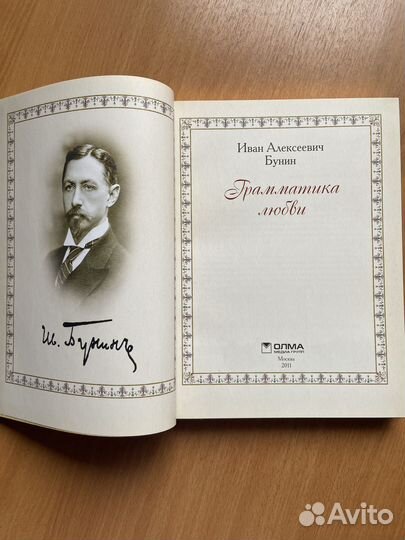 Ив. Бунинъ
Иван Алексеевич
Бунин
Грамматика
любви
ОЛМА
МЕДИА ГРУПП
Москва
2011
Avito